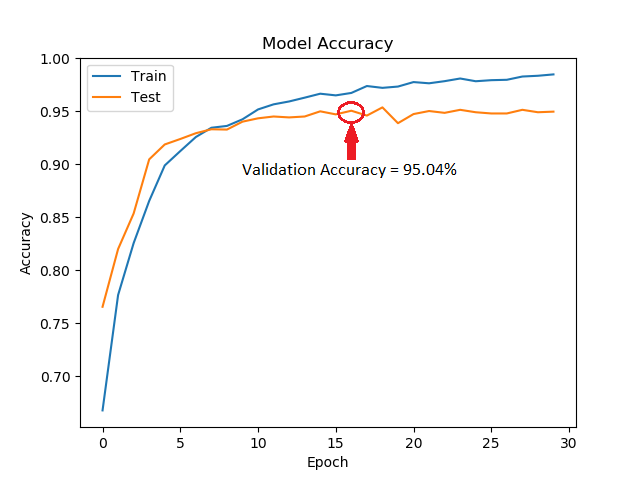 Model Accuracy
1.00
0.95
0.90
0.85
0.80
0.75
0.70
Accuracy
Train
Test
Validation Accuracy = 95.04%
0 5 10 15 20 25 30
Epoch